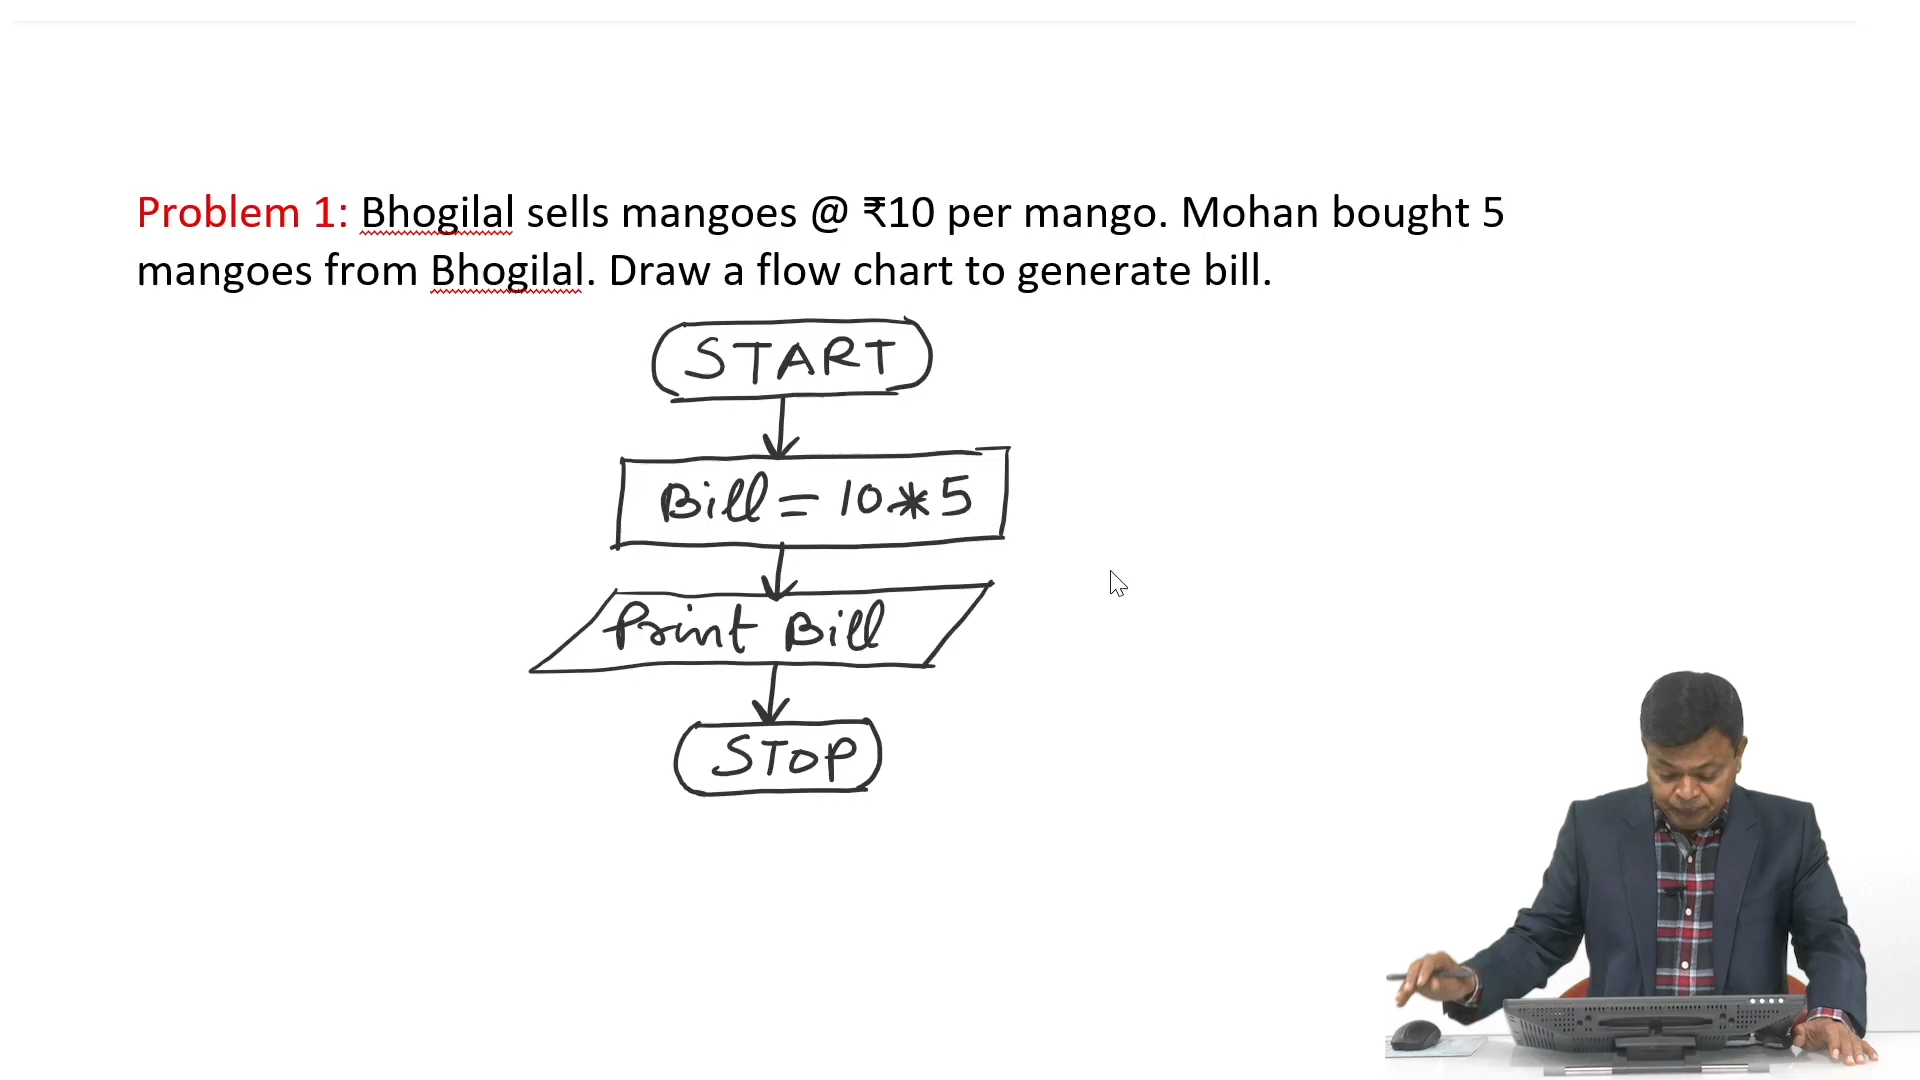 Problem 1: Bhogilal sells mangoes @ ₹10 per mango. Mohan bought 5
mangoes from Bhogilal. Draw a flow chart to generate bill.
START
Bill = 10 * 5
Print Bill
STOP